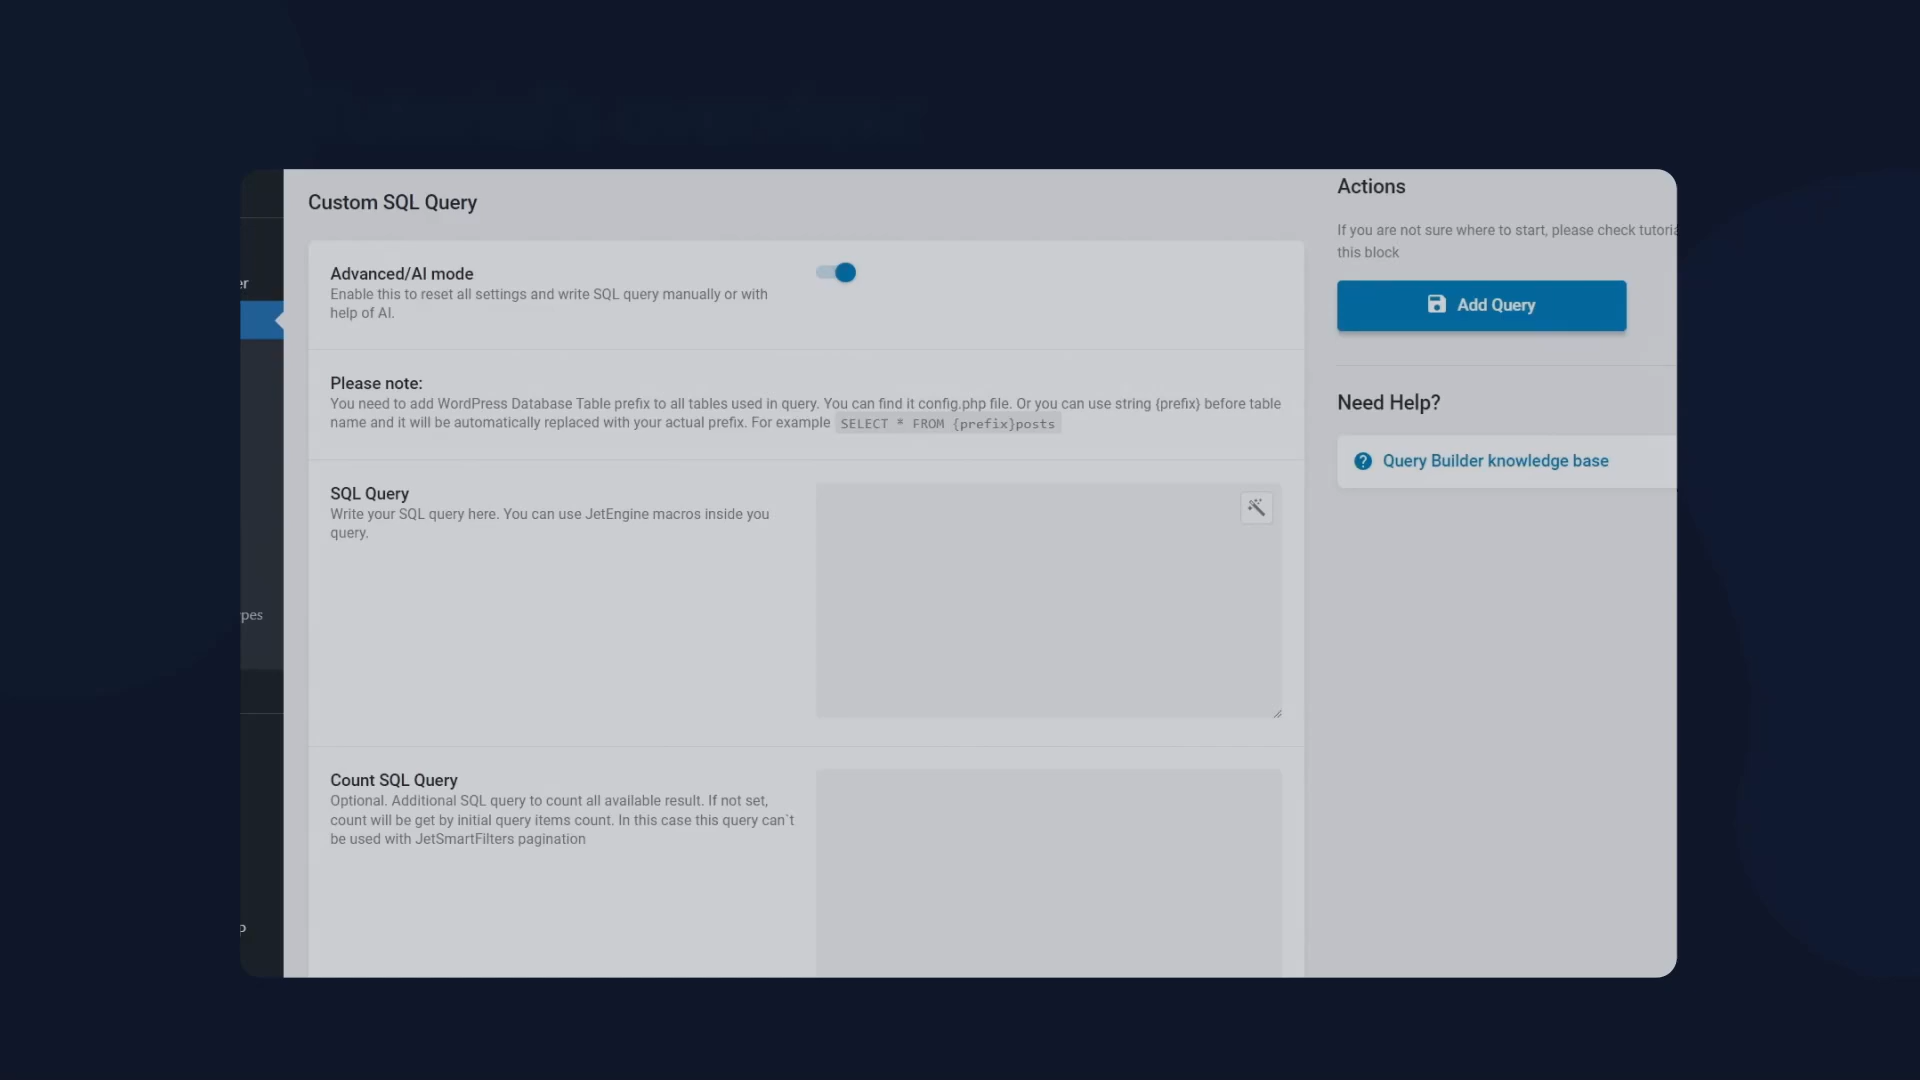 Custom SQL Query
Advanced/AI mode
Enable this to reset all settings and write SQL query manually or with
help of AI.
Please note:
You need to add WordPress Database Table prefix to all tables used in query. You can find it config.php file. Or you can use string {prefix} before table
name and it will be automatically replaced with your actual prefix. For example SELECT * FROM {prefix}posts
SQL Query
Write your SQL query here. You can use JetEngine macros inside you
query.
Count SQL Query
Optional. Additional SQL query to count all available result. If not set,
count will be get by initial query items count. In this case this query can`t
be used with JetSmartFilters pagination
Actions
If you are not sure where to start, please check tutoria
this block
Add Query
Need Help?
Query Builder knowledge base
er
ypes